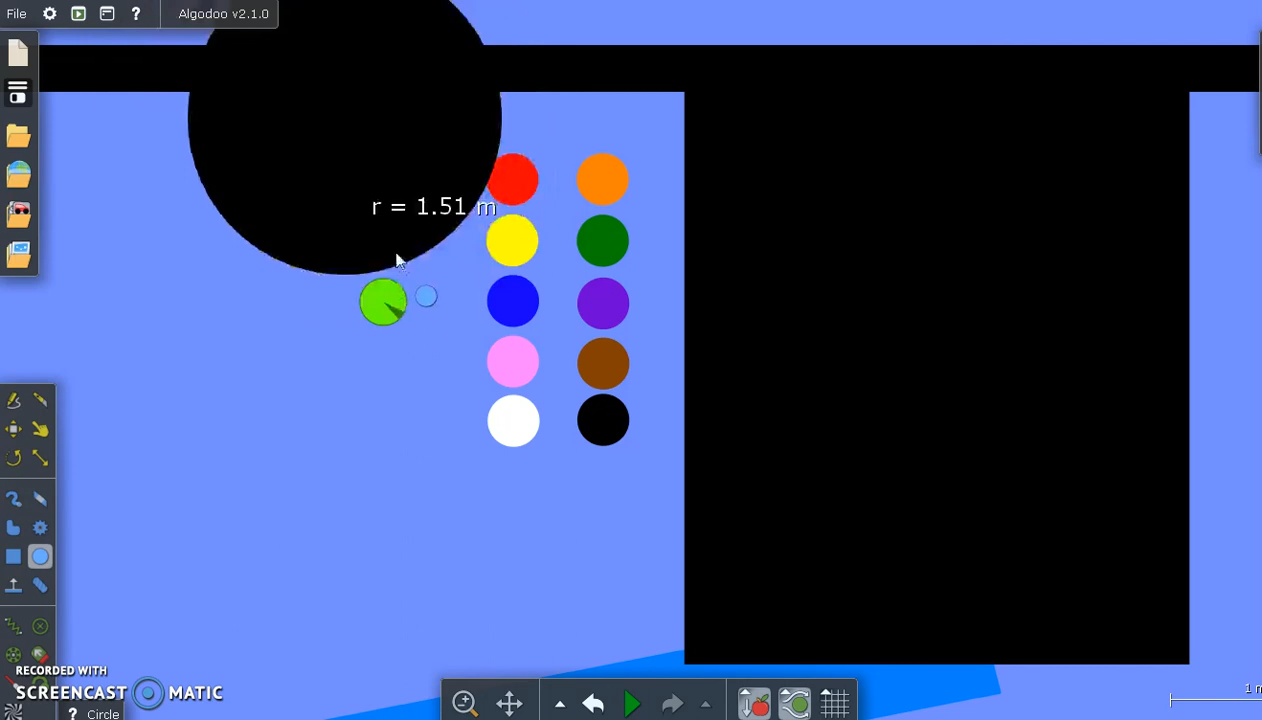 File ? Algodoo v2.1.0
r = 1.51 m
RECORDED WITH
SCREENCAST MATIC
? Circle
1 m